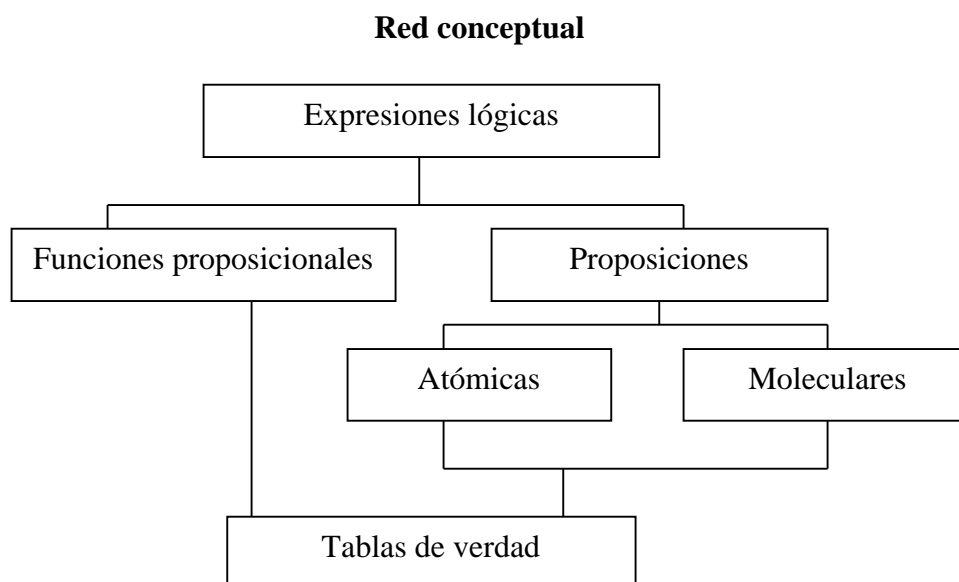 Red conceptual
Expresiones lógicas
Funciones proposicionales
Proposiciones
Atómicas
Moleculares
Tablas de verdad